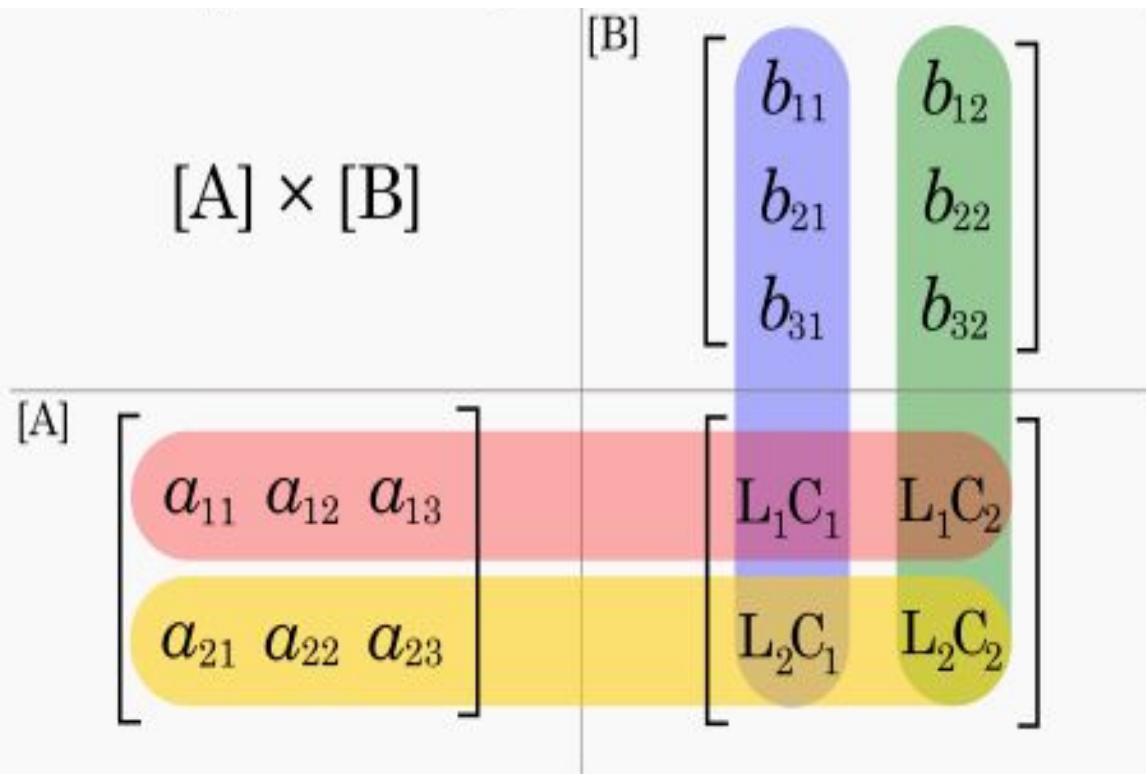 [B]
b₁₁ b₁₂
[A] × [B]
b₂₁ b₂₂
b₃₁ b₃₂
[A]
a₁₁ a₁₂ a₁₃ L₁C₁ L₁C₂
a₂₁ a₂₂ a₂₃ L₂C₁ L₂C₂